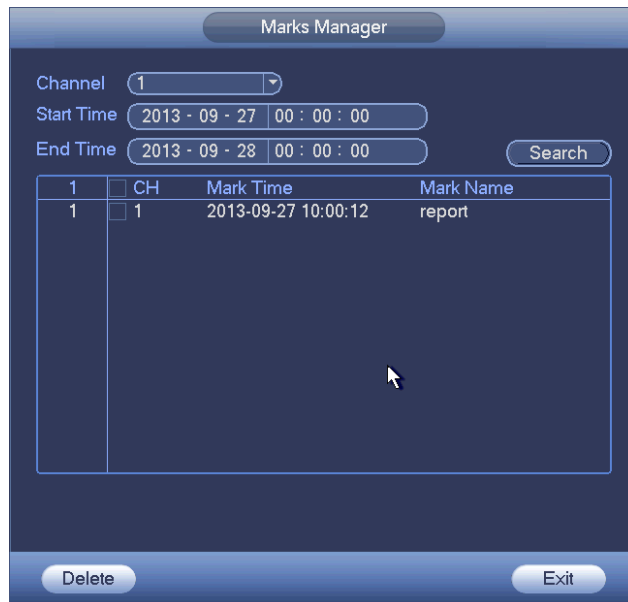 Marks Manager
Channel 1
Start Time 2013 - 09 - 27 00 : 00 : 00
End Time 2013 - 09 - 28 00 : 00 : 00
Search
1 CH Mark Time Mark Name
1 1 2013-09-27 10:00:12 report
Delete Exit